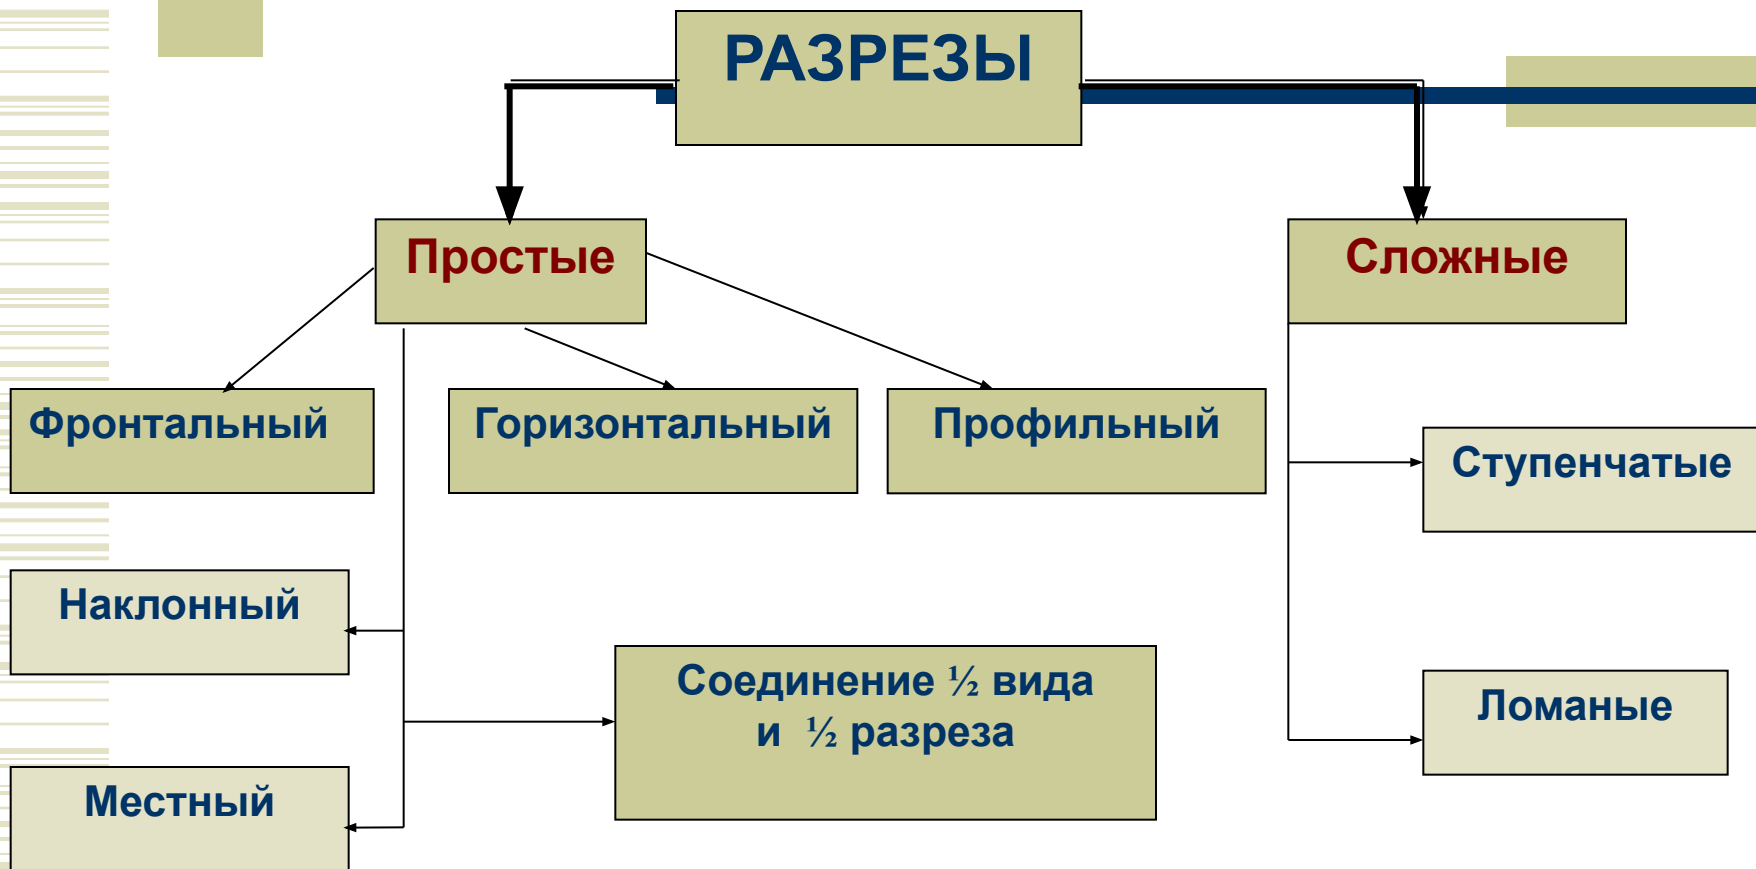 РАЗРЕЗЫ
Простые
Сложные
Фронтальный
Горизонтальный
Профильный
Ступенчатые
Наклонный
Соединение ½ вида
и ½ разреза
Ломаные
Местный